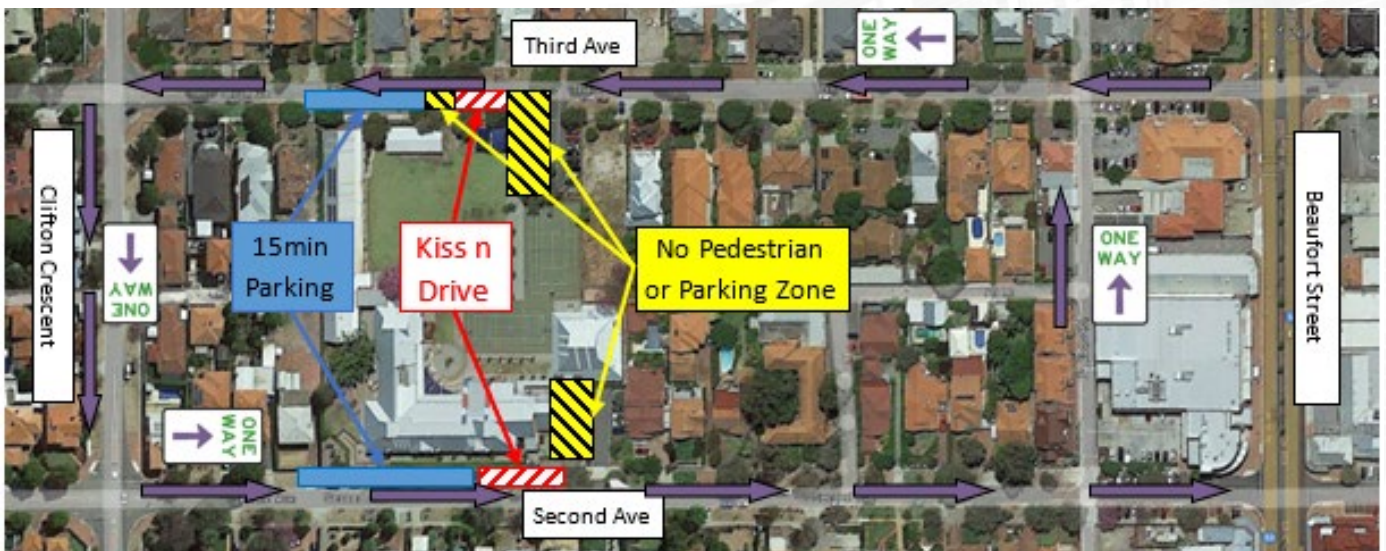 Third Ave
ONE
WAY
Clifton Crescent
ONE
WAY
15min
Parking
Kiss n
Drive
No Pedestrian
or Parking Zone
ONE
WAY
Beaufort Street
ONE
WAY
Second Ave